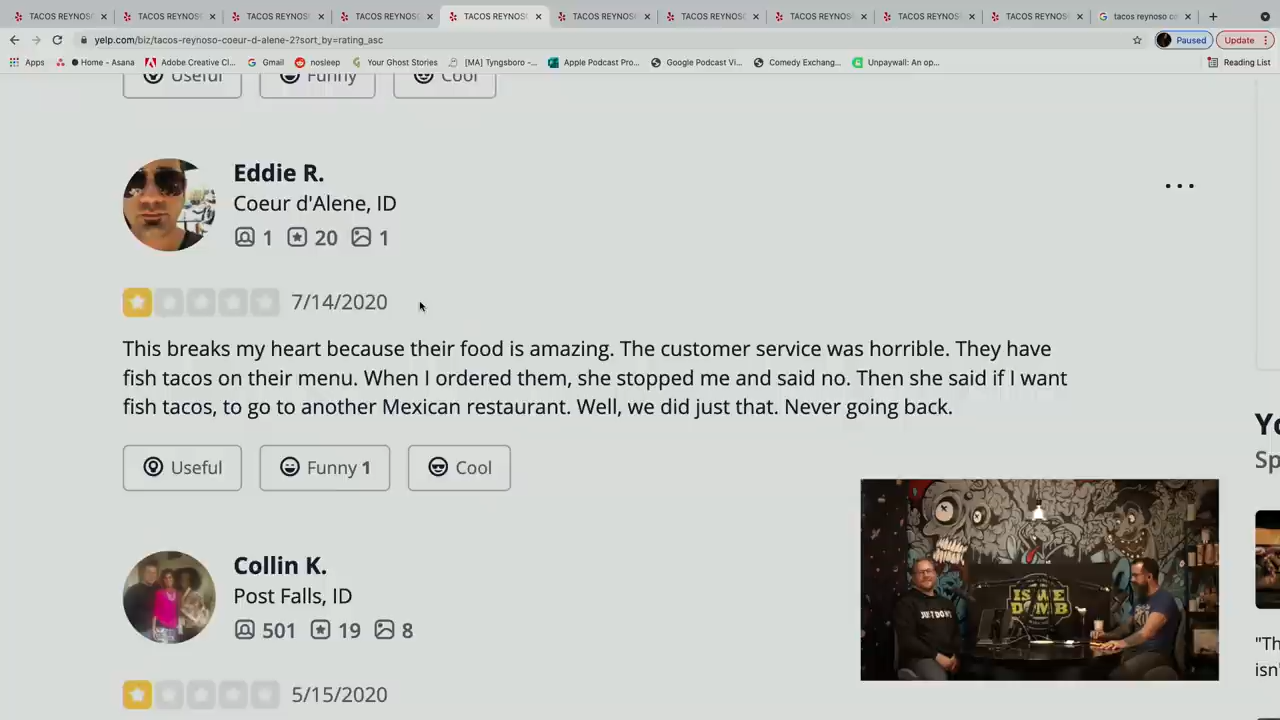 TACOS REYNOS
TACOS REYNOS
TACOS REYNOS
TACOS REYNOS
TACOS REYNOS
TACOS REYNOS
TACOS REYNOS
TACOS REYNOS
TACOS REYNOS
TACOS REYNOS
tacos reynoso co
yelp.com/biz/tacos-reynoso-coeur-d-alene-2?sort_by=rating_asc
Paused
Update
Apps
Home - Asana
Adobe Creative Cl...
Gmail
nosleep
Your Ghost Stories
[MA] Tyngsboro -...
Apple Podcast Pro...
Google Podcast Vi...
Comedy Exchang...
Unpaywall: An op...
Reading List
Useful
Funny
Cool
Eddie R.
Coeur d'Alene, ID
1 20 1
7/14/2020
This breaks my heart because their food is amazing. The customer service was horrible. They have
fish tacos on their menu. When I ordered them, she stopped me and said no. Then she said if I want
fish tacos, to go to another Mexican restaurant. Well, we did just that. Never going back.
Useful
Funny 1
Cool
Collin K.
Post Falls, ID
501 19 8
5/15/2020
Yo
Sp
"Th
isn'